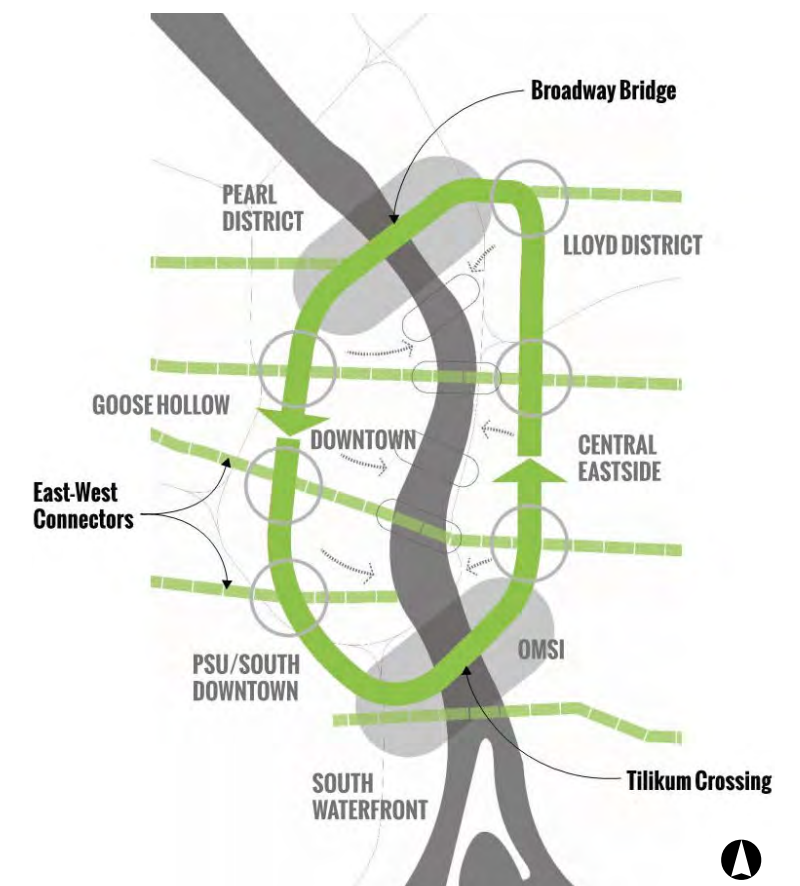 Broadway Bridge
PEARL
DISTRICT
LLOYD DISTRICT
GOOSE HOLLOW
DOWNTOWN
CENTRAL
EASTSIDE
East-West
Connectors
OMSI
PSU/SOUTH
DOWNTOWN
SOUTH
WATERFRONT
Tilikum Crossing